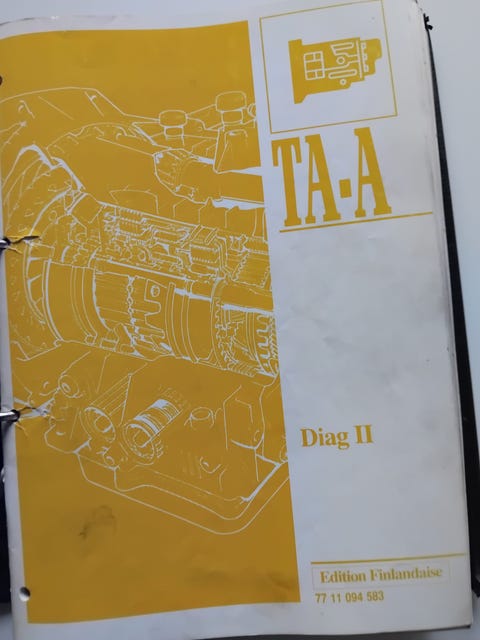 TA-A
Diag II
Edition Finlandaise
77 11 094 583